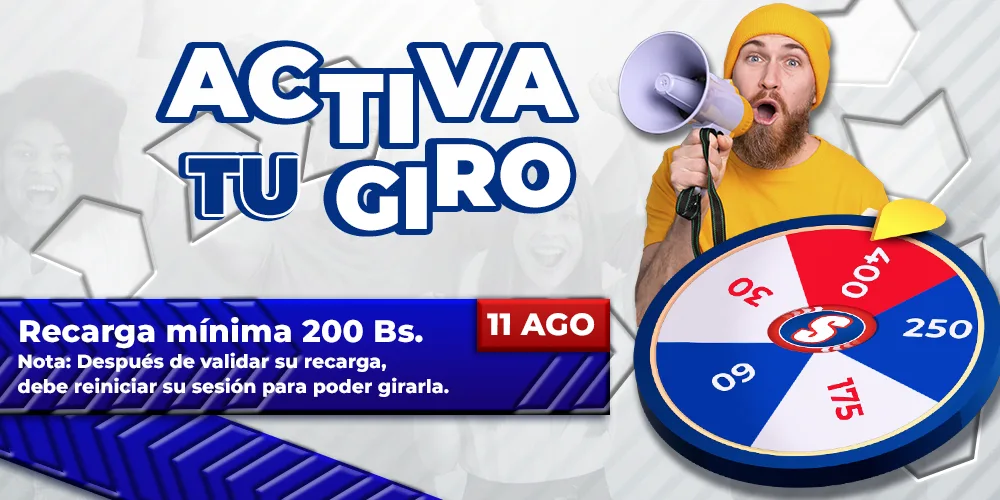 ACTIVA
TU GIRO
Recarga mínima 200 Bs.
11 AGO
Nota: Después de validar su recarga,
debe reiniciar su sesión para poder girarla.
400
250
175
60
30
S